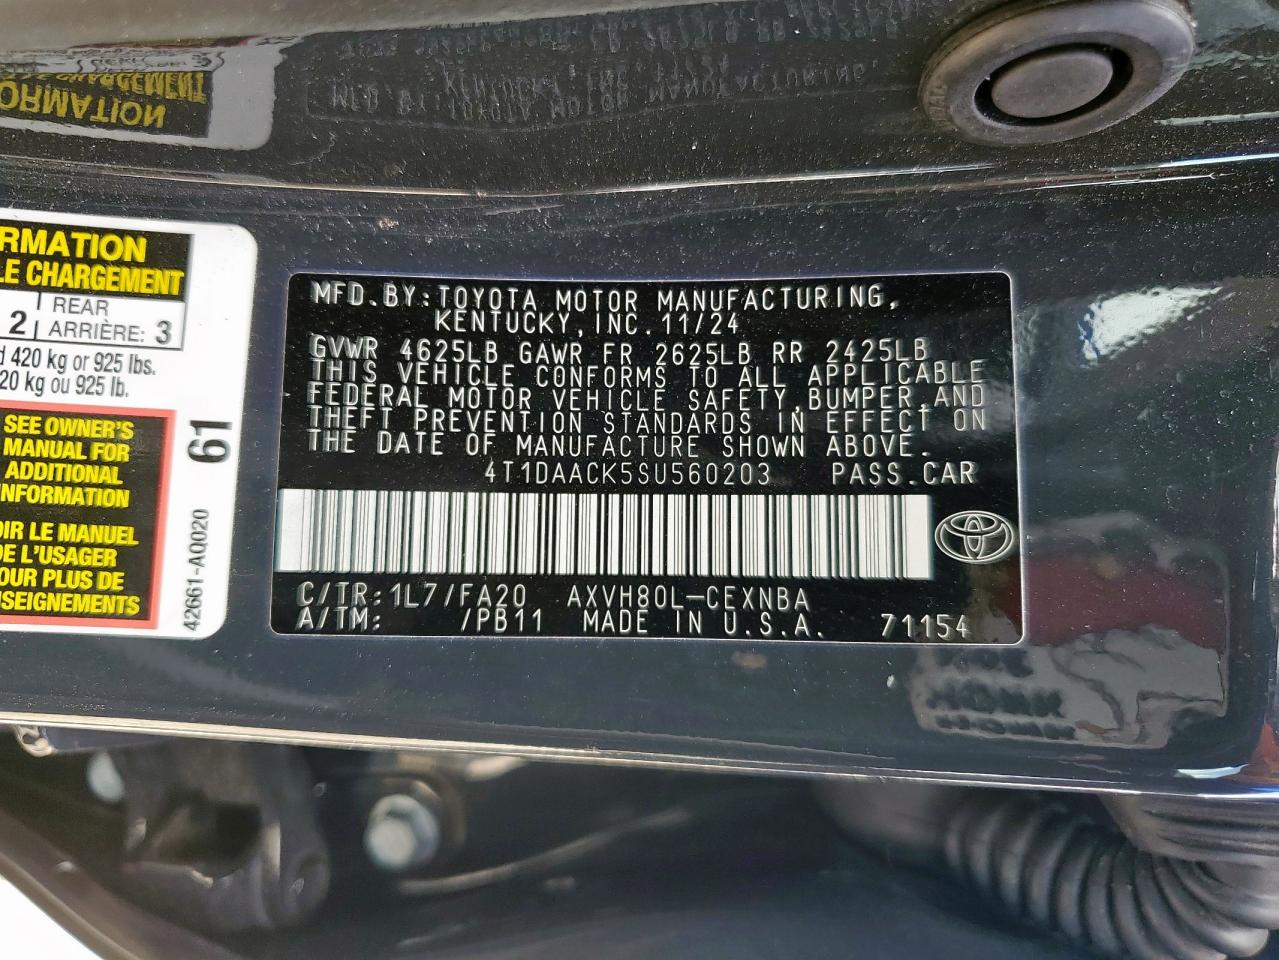 RMATION
LE CHARGEMENT
2 REAR
ARRIÈRE: 3
420 kg or 925 lbs.
20 kg ou 925 lb.
SEE OWNER'S
MANUAL FOR
ADDITIONAL
INFORMATION
LE MANUEL
DE L'USAGER
POUR PLUS DE
61
42661-A0020
MFD.BY:TOYOTA MOTOR MANUFACTURING,
KENTUCKY,INC.11/24
GVWR 4625LB GAWR FR 2625LB RR 2425LB
THIS VEHICLE CONFORMS TO ALL APPLICABLE
FEDERAL MOTOR VEHICLE SAFETY,BUMPER,AND
THEFT PREVENTION STANDARDS IN EFFECT ON
THE DATE OF MANUFACTURE SHOWN ABOVE.
4T1DAACK5SU560203 PASS.CAR
C/TR:1L7/FA20 AXVH80L-CEXNBA
A/TM: /PB11 MADE IN U.S.A. 71154